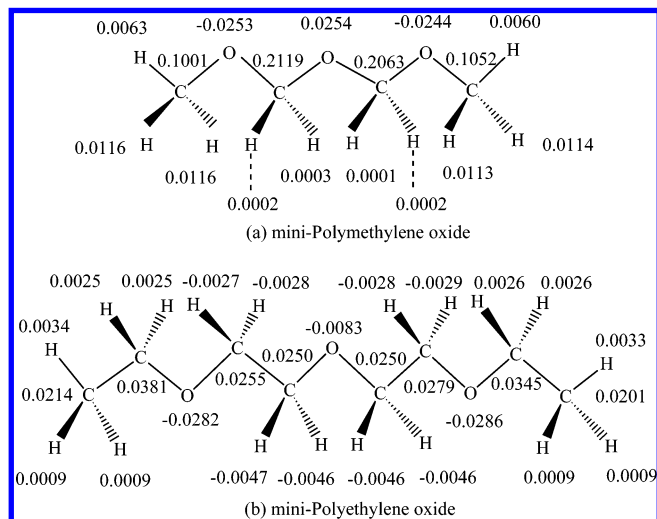 0.0063 -0.0253 0.0254 -0.0244 0.0060
H O O O H
0.1001 0.2119 0.2063 0.1052
C C C C
H H H H H H H H
0.0116 0.0114
0.0116 0.0003 0.0001 0.0113
0.0002 0.0002
(a) mini-Polymethylene oxide
0.0025 0.0025 -0.0027 -0.0028 -0.0028 -0.0029 0.0026 0.0026
H H H H H H H H
0.0034 -0.0083 0.0033
H C C O C C H
0.0214 0.0381 0.0255 0.0250 0.0250 0.0279 0.0345 0.0201
C O C C O C
-0.0282 -0.0286
H H H H H H H H
0.0009 0.0009 -0.0047 -0.0046 -0.0046 -0.0046 0.0009 0.0009
(b) mini-Polyethylene oxide